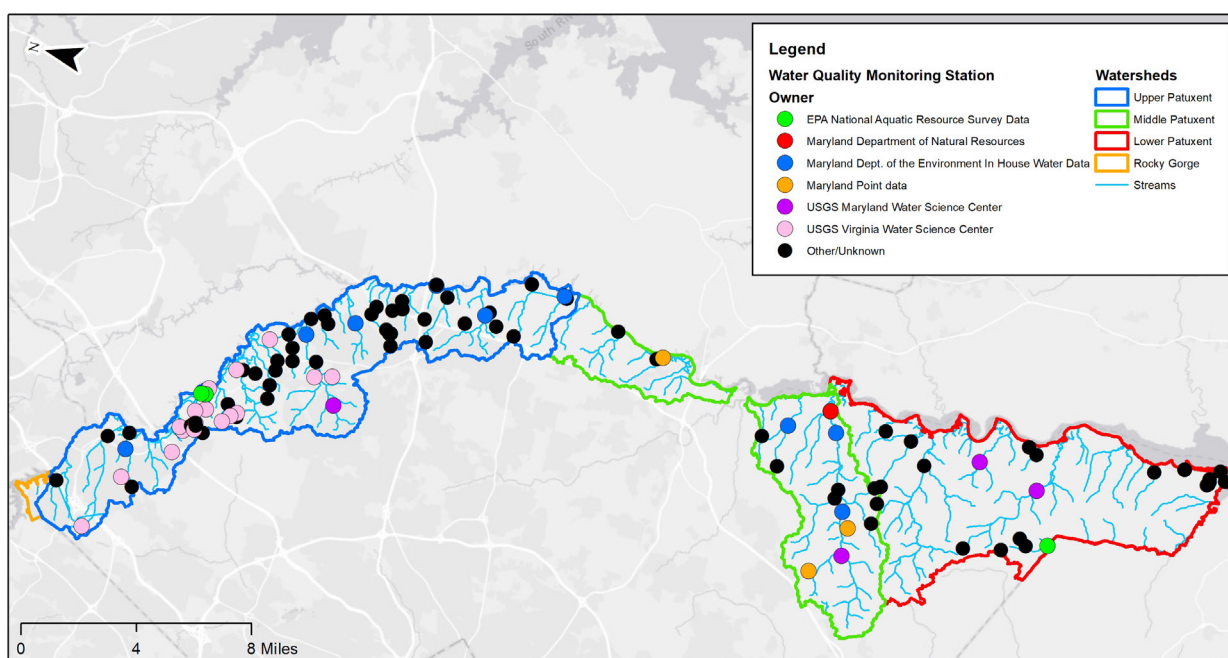 N
South River
Legend
Water Quality Monitoring Station
Owner
EPA National Aquatic Resource Survey Data
Maryland Department of Natural Resources
Maryland Dept. of the Environment In House Water Data
Maryland Point data
USGS Maryland Water Science Center
USGS Virginia Water Science Center
Other/Unknown
Watersheds
Upper Patuxent
Middle Patuxent
Lower Patuxent
Rocky Gorge
Streams
0 4 8 Miles